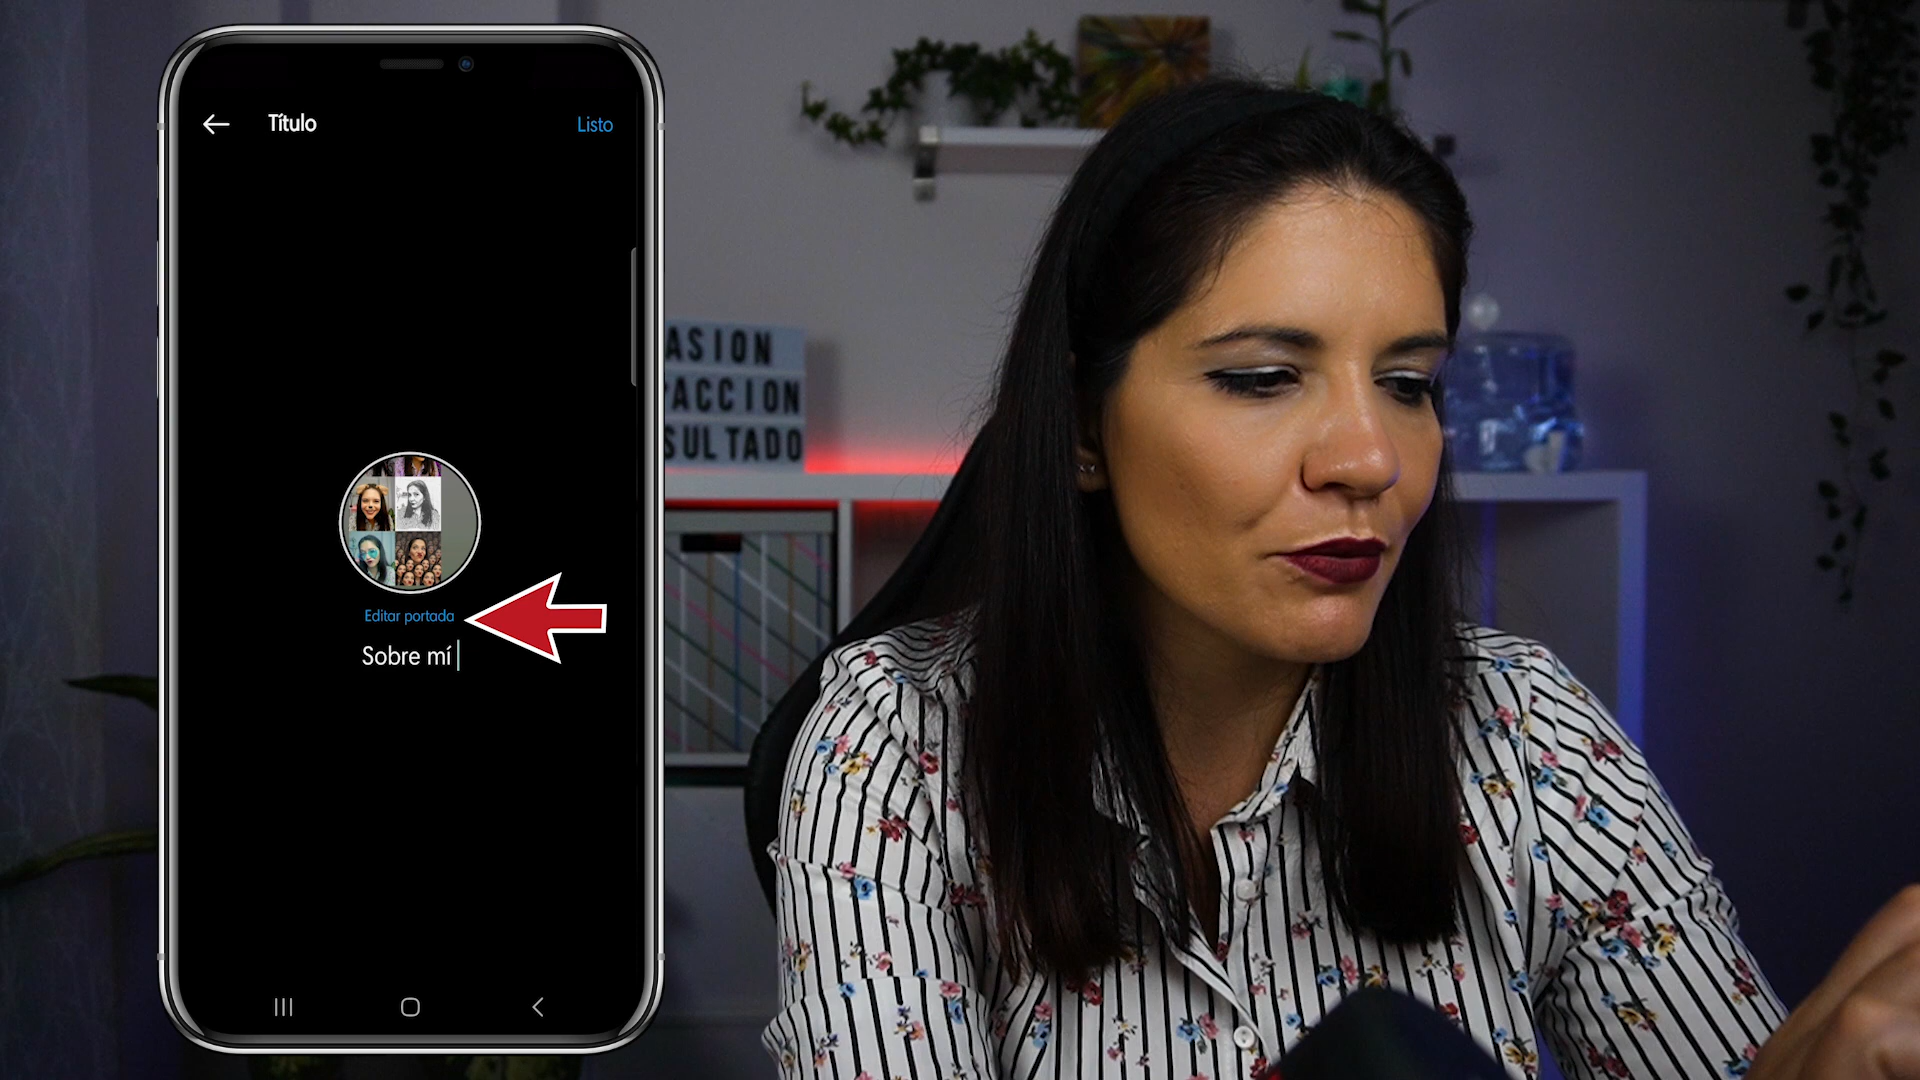 Título
Listo
Editar portada
Sobre mí
ASION
ACCION
SULTADO